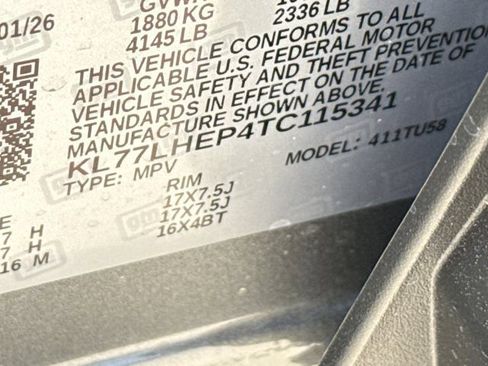 01/26
1880 KG
4145 LB
2336 LB
THIS VEHICLE CONFORMS TO ALL
APPLICABLE U.S. FEDERAL MOTOR
VEHICLE SAFETY AND THEFT PREVENTION
STANDARDS IN EFFECT ON THE DATE OF
MANUFACTURE SHOWN ABOVE.
KL77LHEP4TC115341
TYPE: MPV
MODEL: 411TU58
RIM
17X7.5J
17X7.5J
16X4BT
H
H
16 M